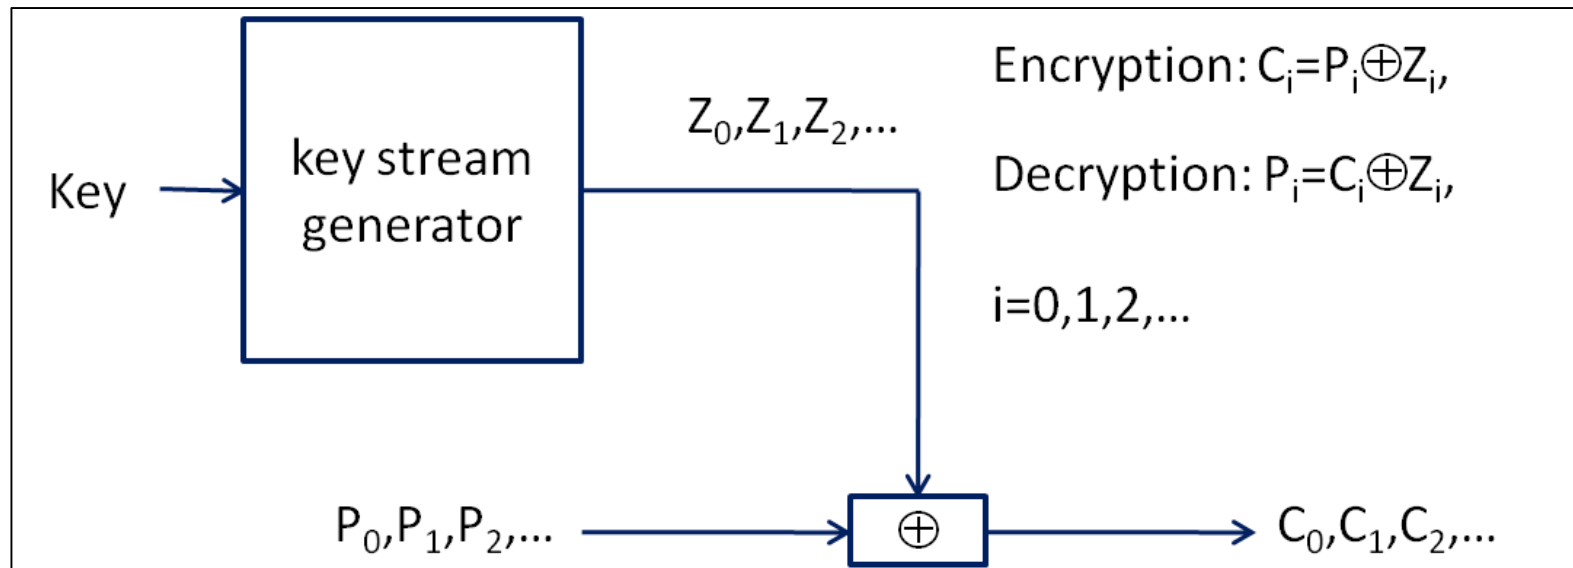 Key
key stream
generator
Z₀,Z₁,Z₂,...
Encryption: Cᵢ=Pᵢ⊕Zᵢ,
Decryption: Pᵢ=Cᵢ⊕Zᵢ,
i=0,1,2,...
P₀,P₁,P₂,...
⊕
C₀,C₁,C₂,...